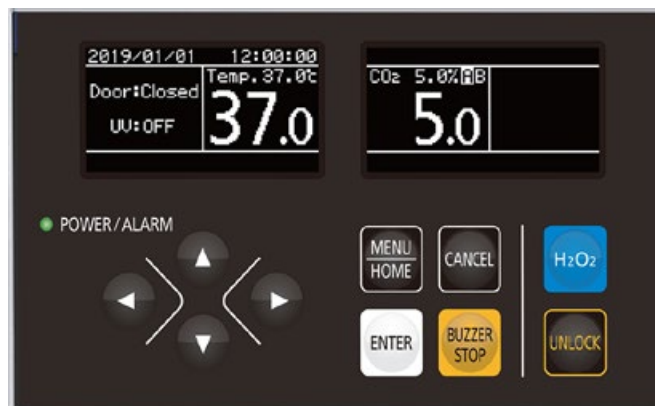 2019/01/01 12:00:00
Door:Closed
UV:OFF
Temp.37.0℃
37.0
CO₂ 5.0%AB
5.0
POWER/ALARM
MENU
HOME
CANCEL
H₂O₂
ENTER
BUZZER
STOP
UNLOCK